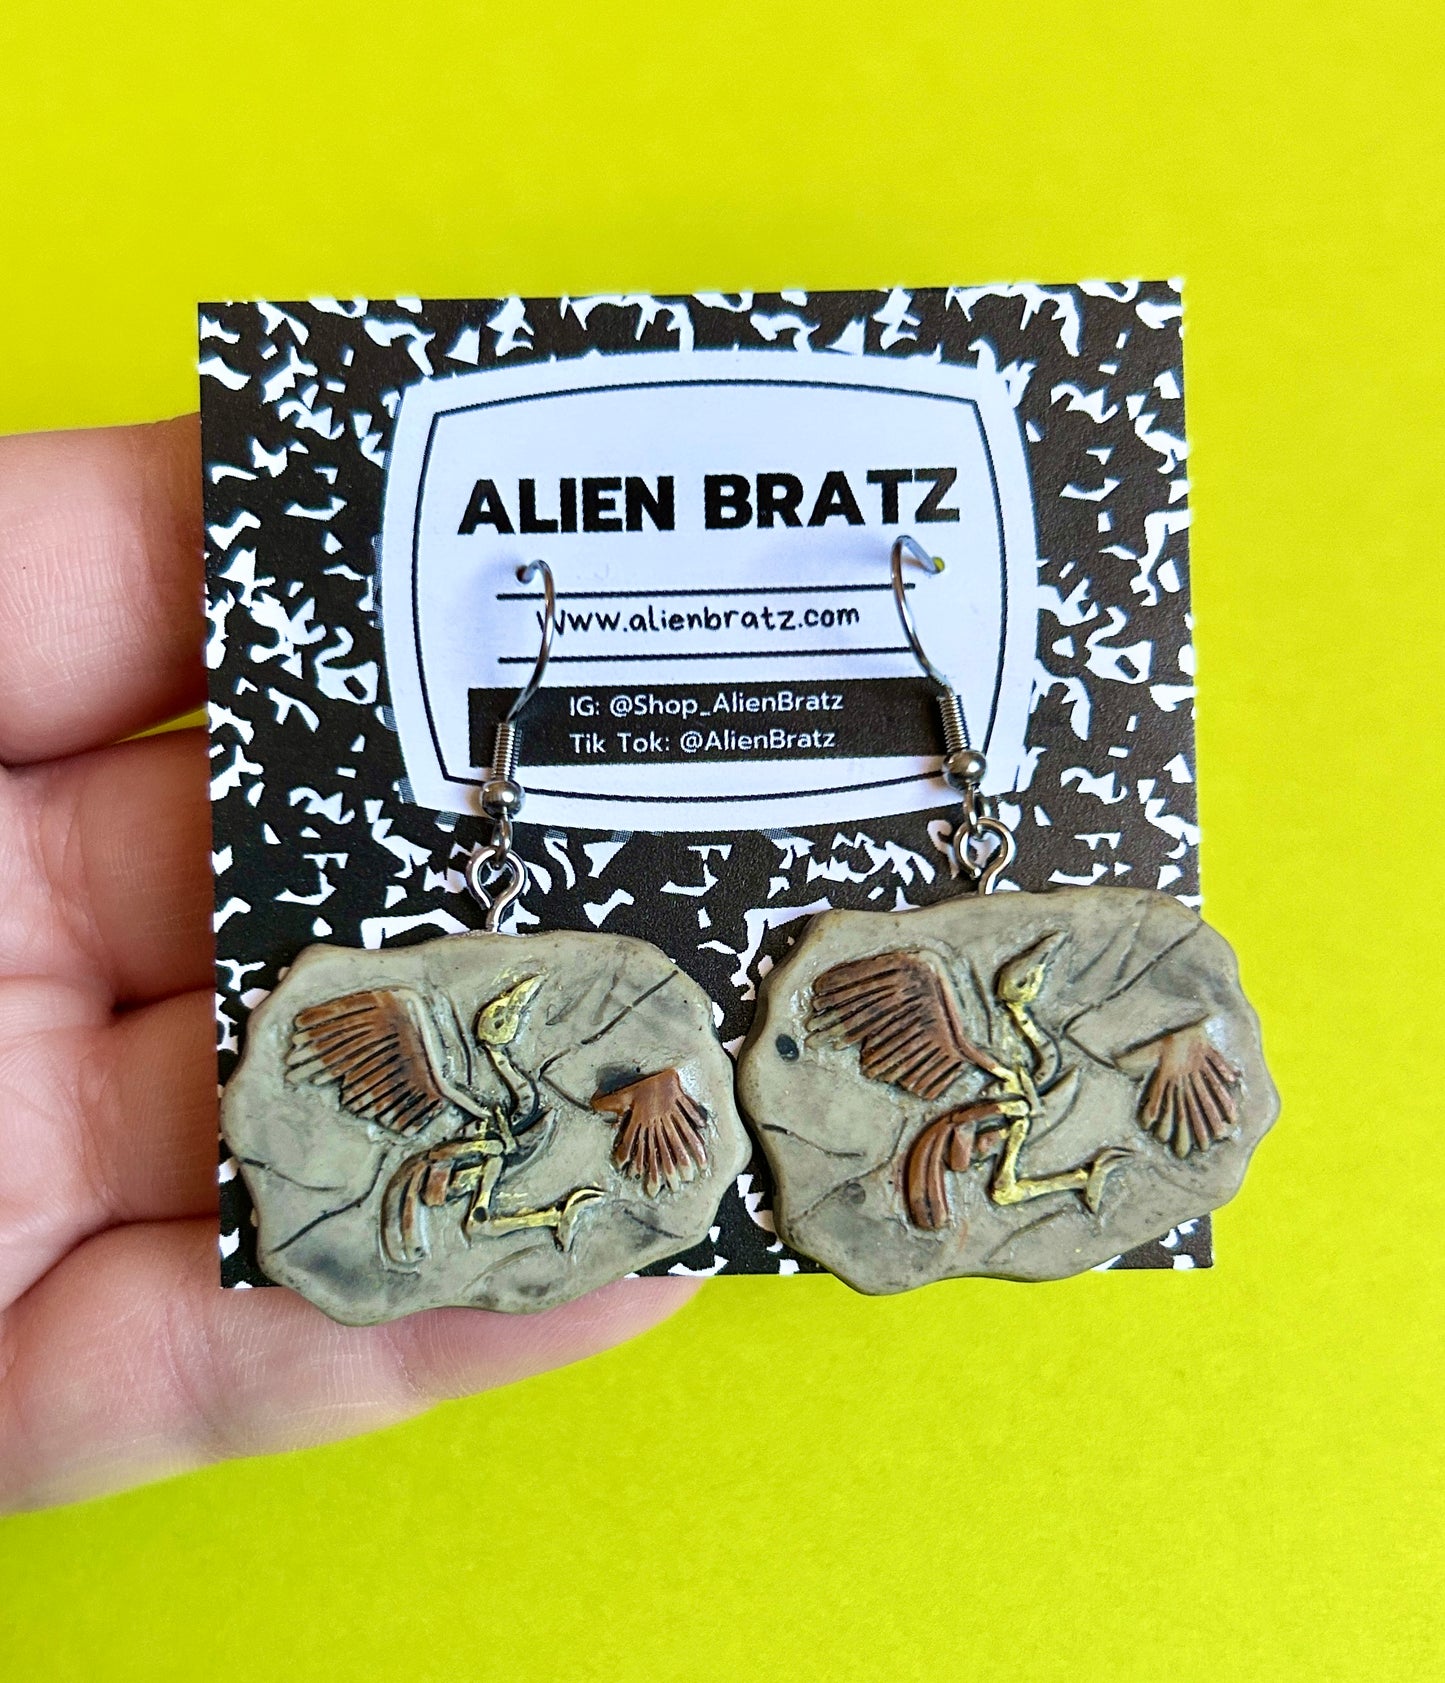 ALIEN BRATZ
Www.alienbratz.com
IG: @Shop_AlienBratz
Tik Tok: @AlienBratz